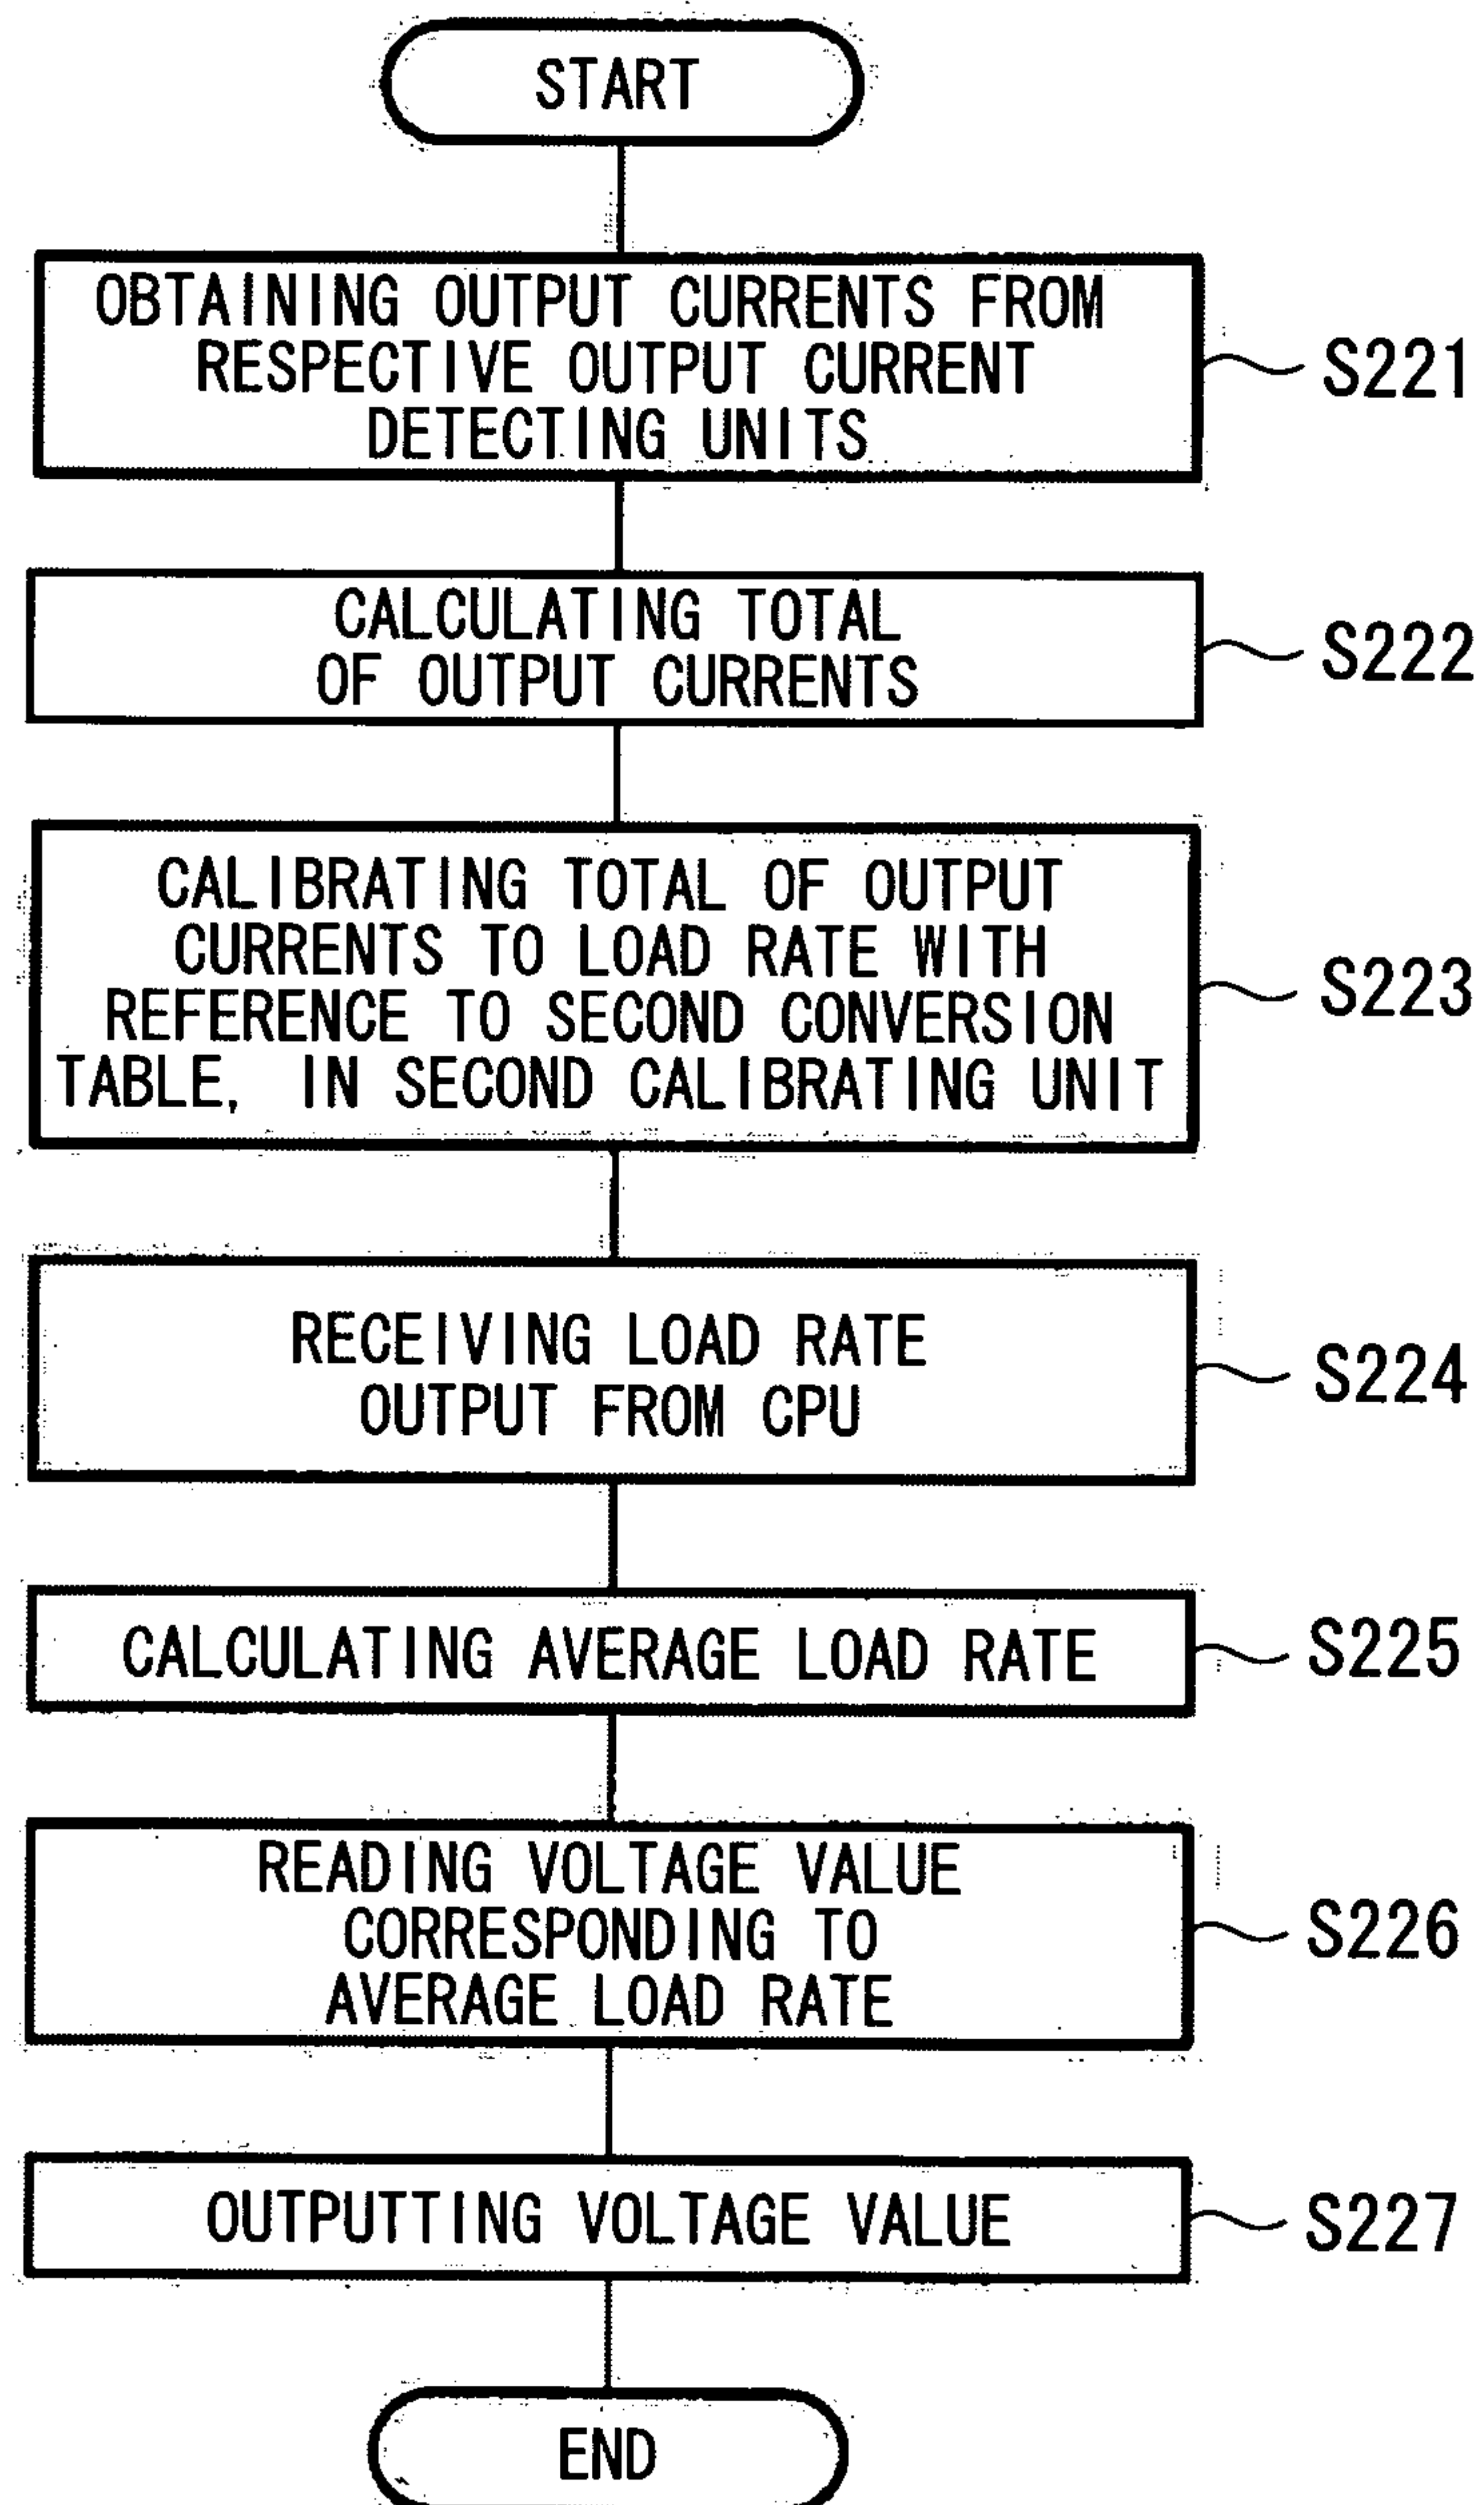 START
OBTAINING OUTPUT CURRENTS FROM
RESPECTIVE OUTPUT CURRENT
DETECTING UNITS
S221
CALCULATING TOTAL
OF OUTPUT CURRENTS
S222
CALIBRATING TOTAL OF OUTPUT
CURRENTS TO LOAD RATE WITH
REFERENCE TO SECOND CONVERSION
TABLE, IN SECOND CALIBRATING UNIT
S223
RECEIVING LOAD RATE
OUTPUT FROM CPU
S224
CALCULATING AVERAGE LOAD RATE
S225
READING VOLTAGE VALUE
CORRESPONDING TO
AVERAGE LOAD RATE
S226
OUTPUTTING VOLTAGE VALUE
S227
END